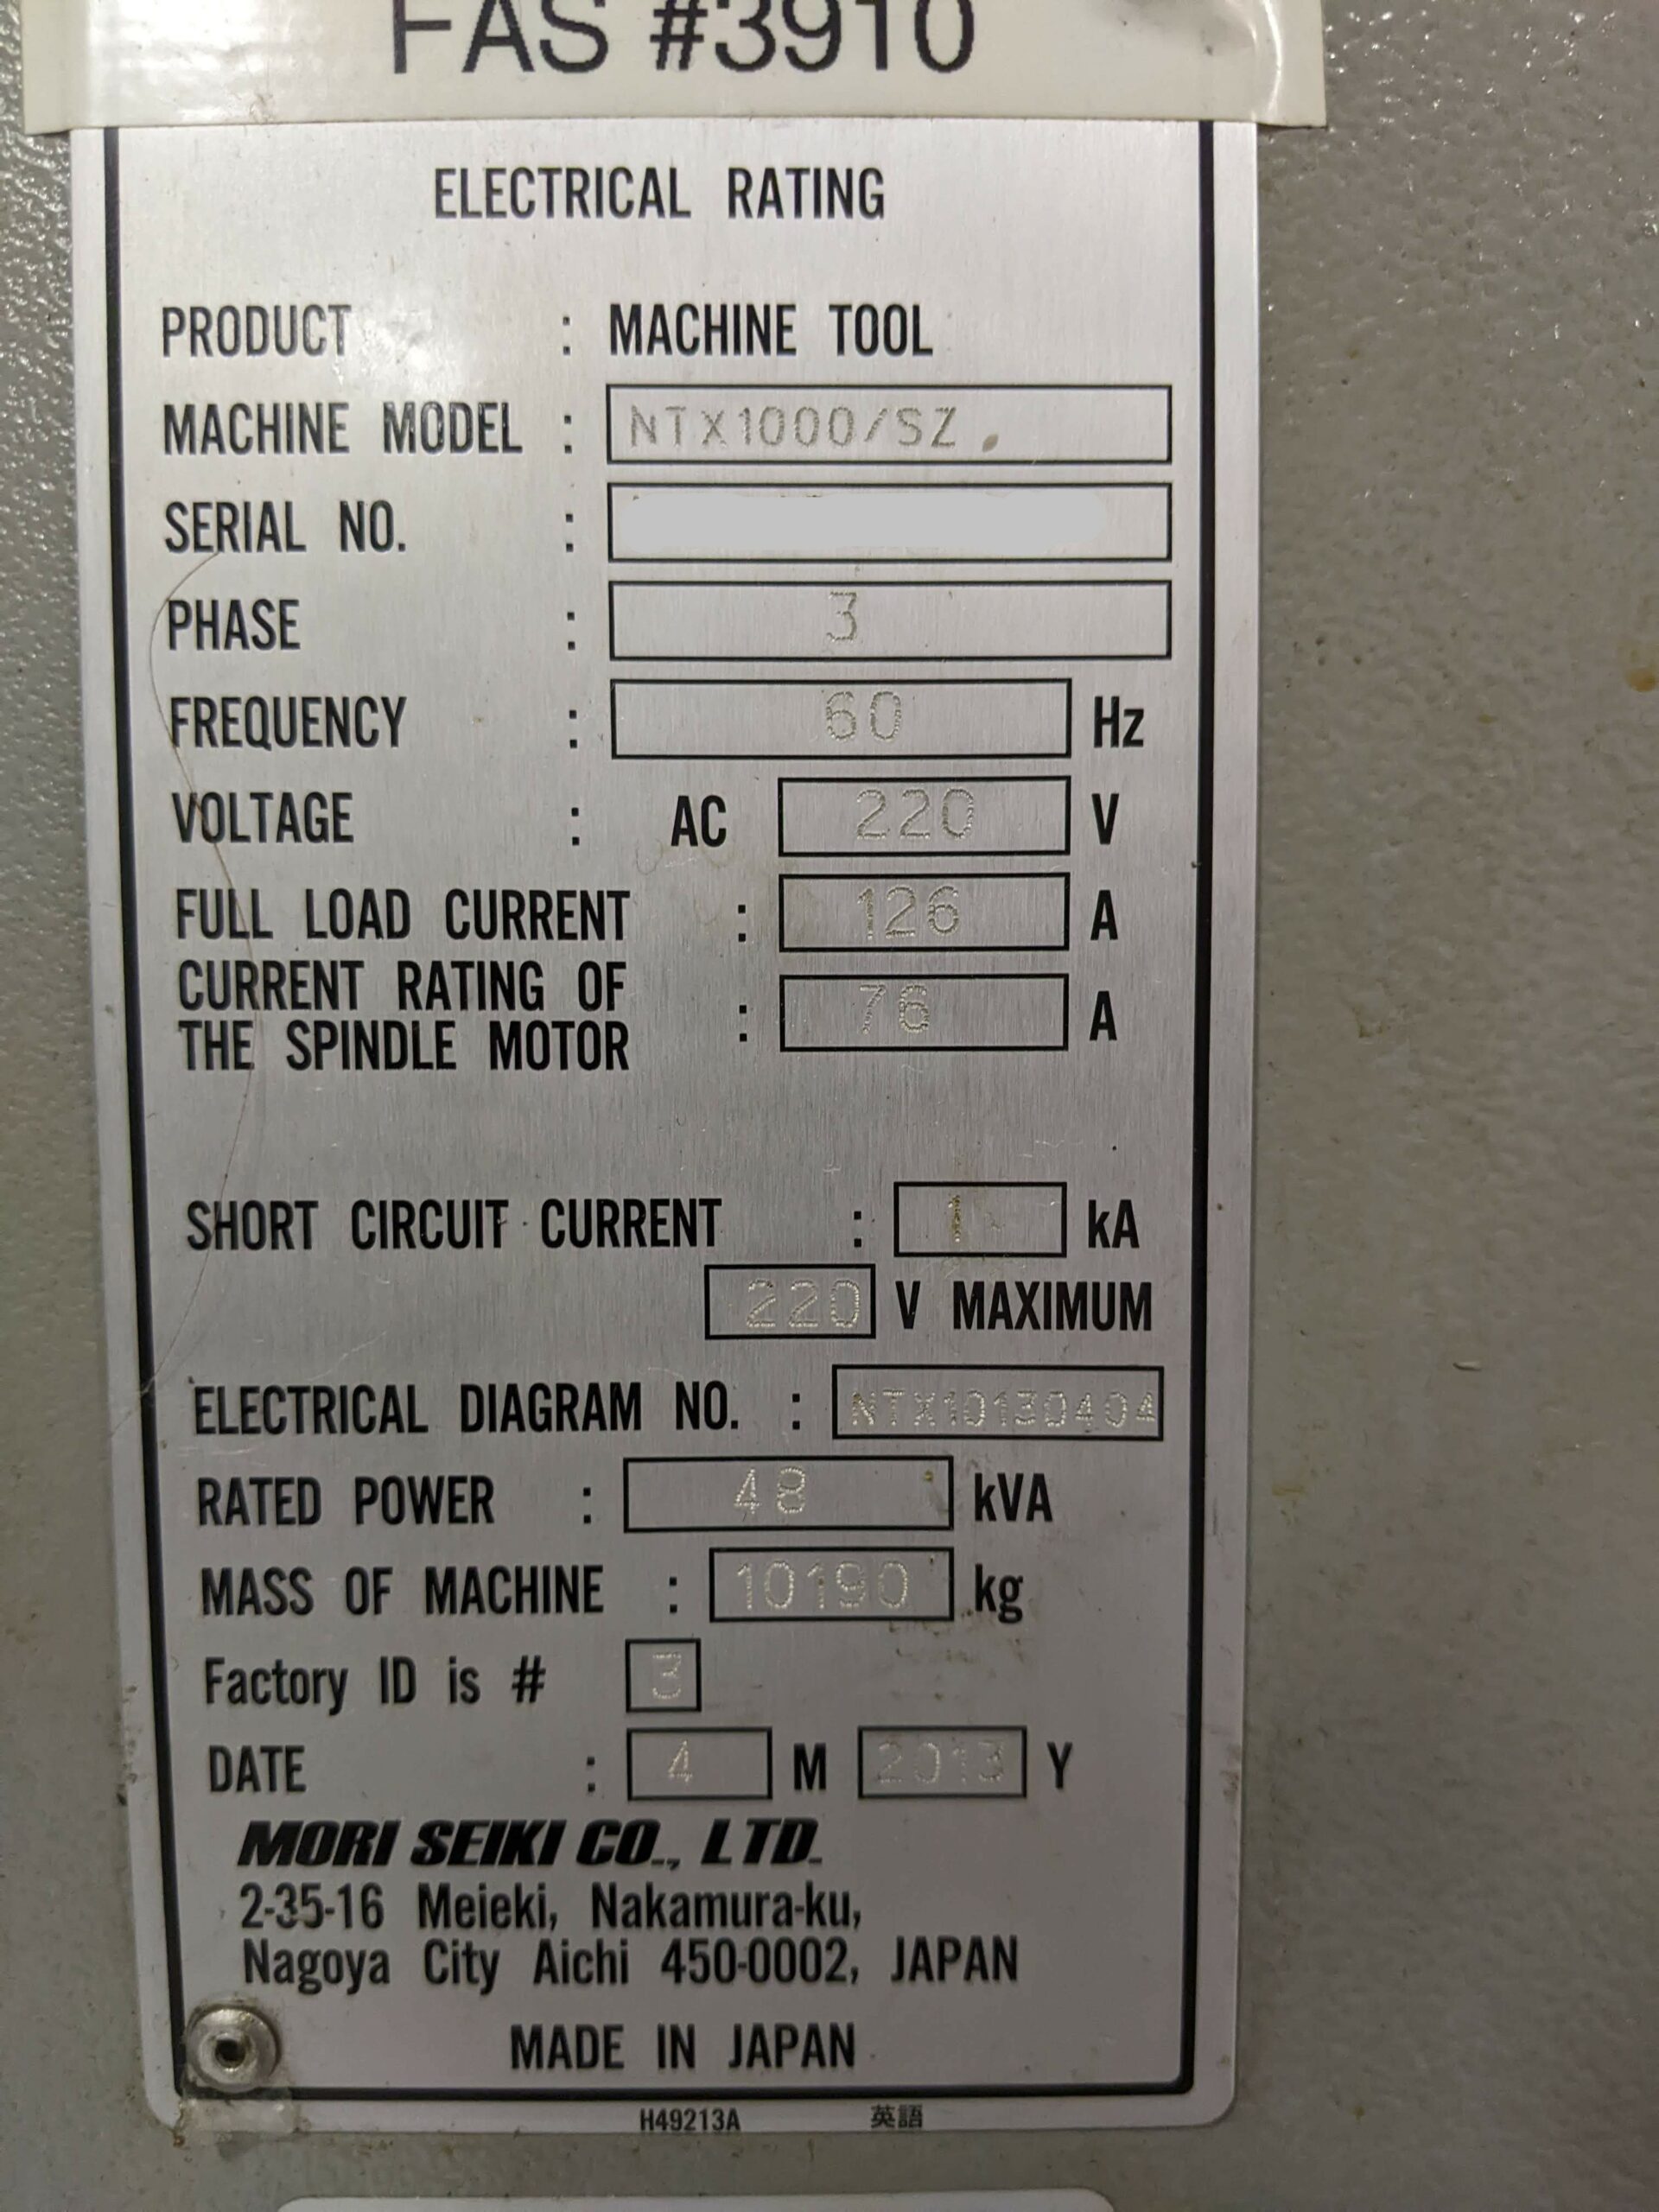 FAS #3910
ELECTRICAL RATING
PRODUCT : MACHINE TOOL
MACHINE MODEL : NTX1000/SZ
SERIAL NO. :
PHASE : 3
FREQUENCY : 60 Hz
VOLTAGE : AC 220 V
FULL LOAD CURRENT : 126 A
CURRENT RATING OF
THE SPINDLE MOTOR : 76 A
SHORT CIRCUIT CURRENT : 1 kA
220 V MAXIMUM
ELECTRICAL DIAGRAM NO. : NTX10130404
RATED POWER : 48 kVA
MASS OF MACHINE : 10190 kg
Factory ID is # 3
DATE : 4 M 2013 Y
MORI SEIKI CO., LTD.
2-35-16 Meieki, Nakamura-ku,
Nagoya City Aichi 450-0002, JAPAN
MADE IN JAPAN
H49213A 英語